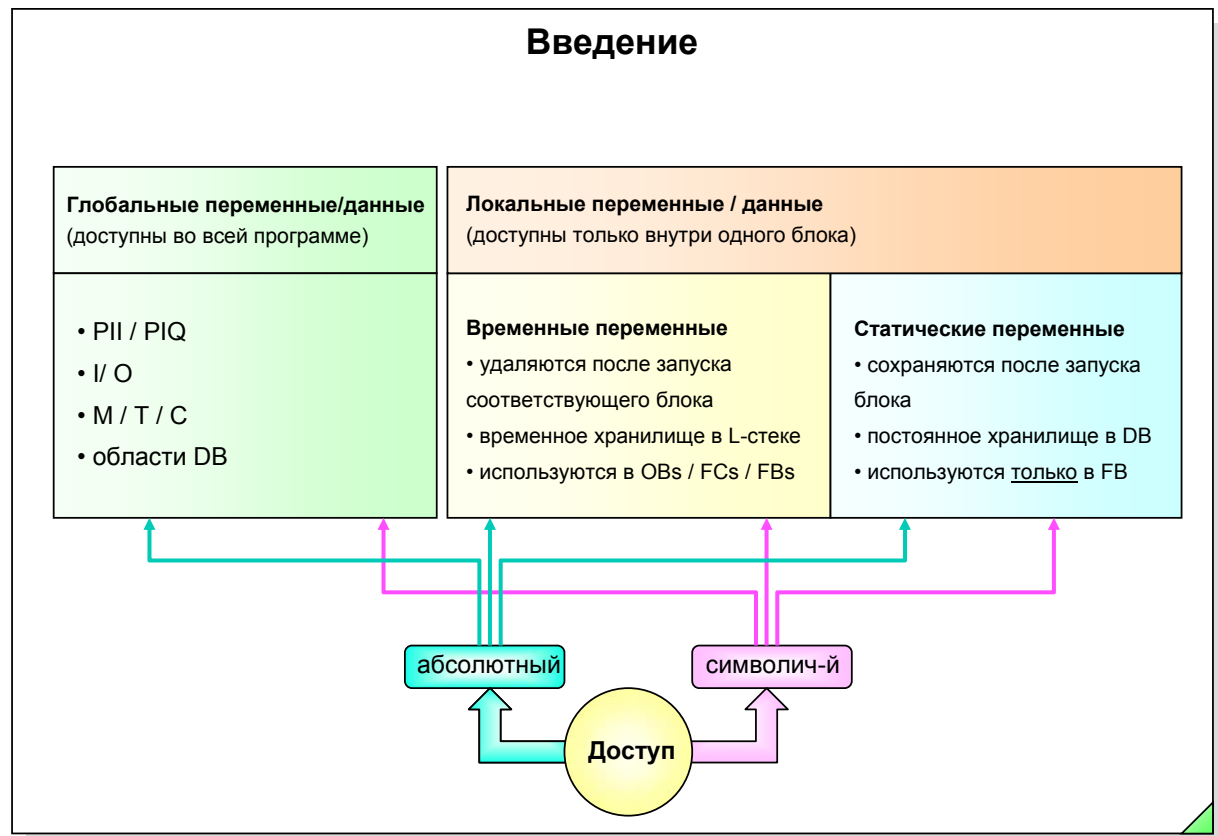 Введение
Глобальные переменные/данные
(доступны во всей программе)
• PII / PIQ
• I/ O
• M / T / C
• области DB
Локальные переменные / данные
(доступны только внутри одного блока)
Временные переменные
• удаляются после запуска
соответствующего блока
• временное хранилище в L-стеке
• используются в OBs / FCs / FBs
Статические переменные
• сохраняются после запуска
блока
• постоянное хранилище в DB
• используются только в FB
абсолютный
символич-й
Доступ